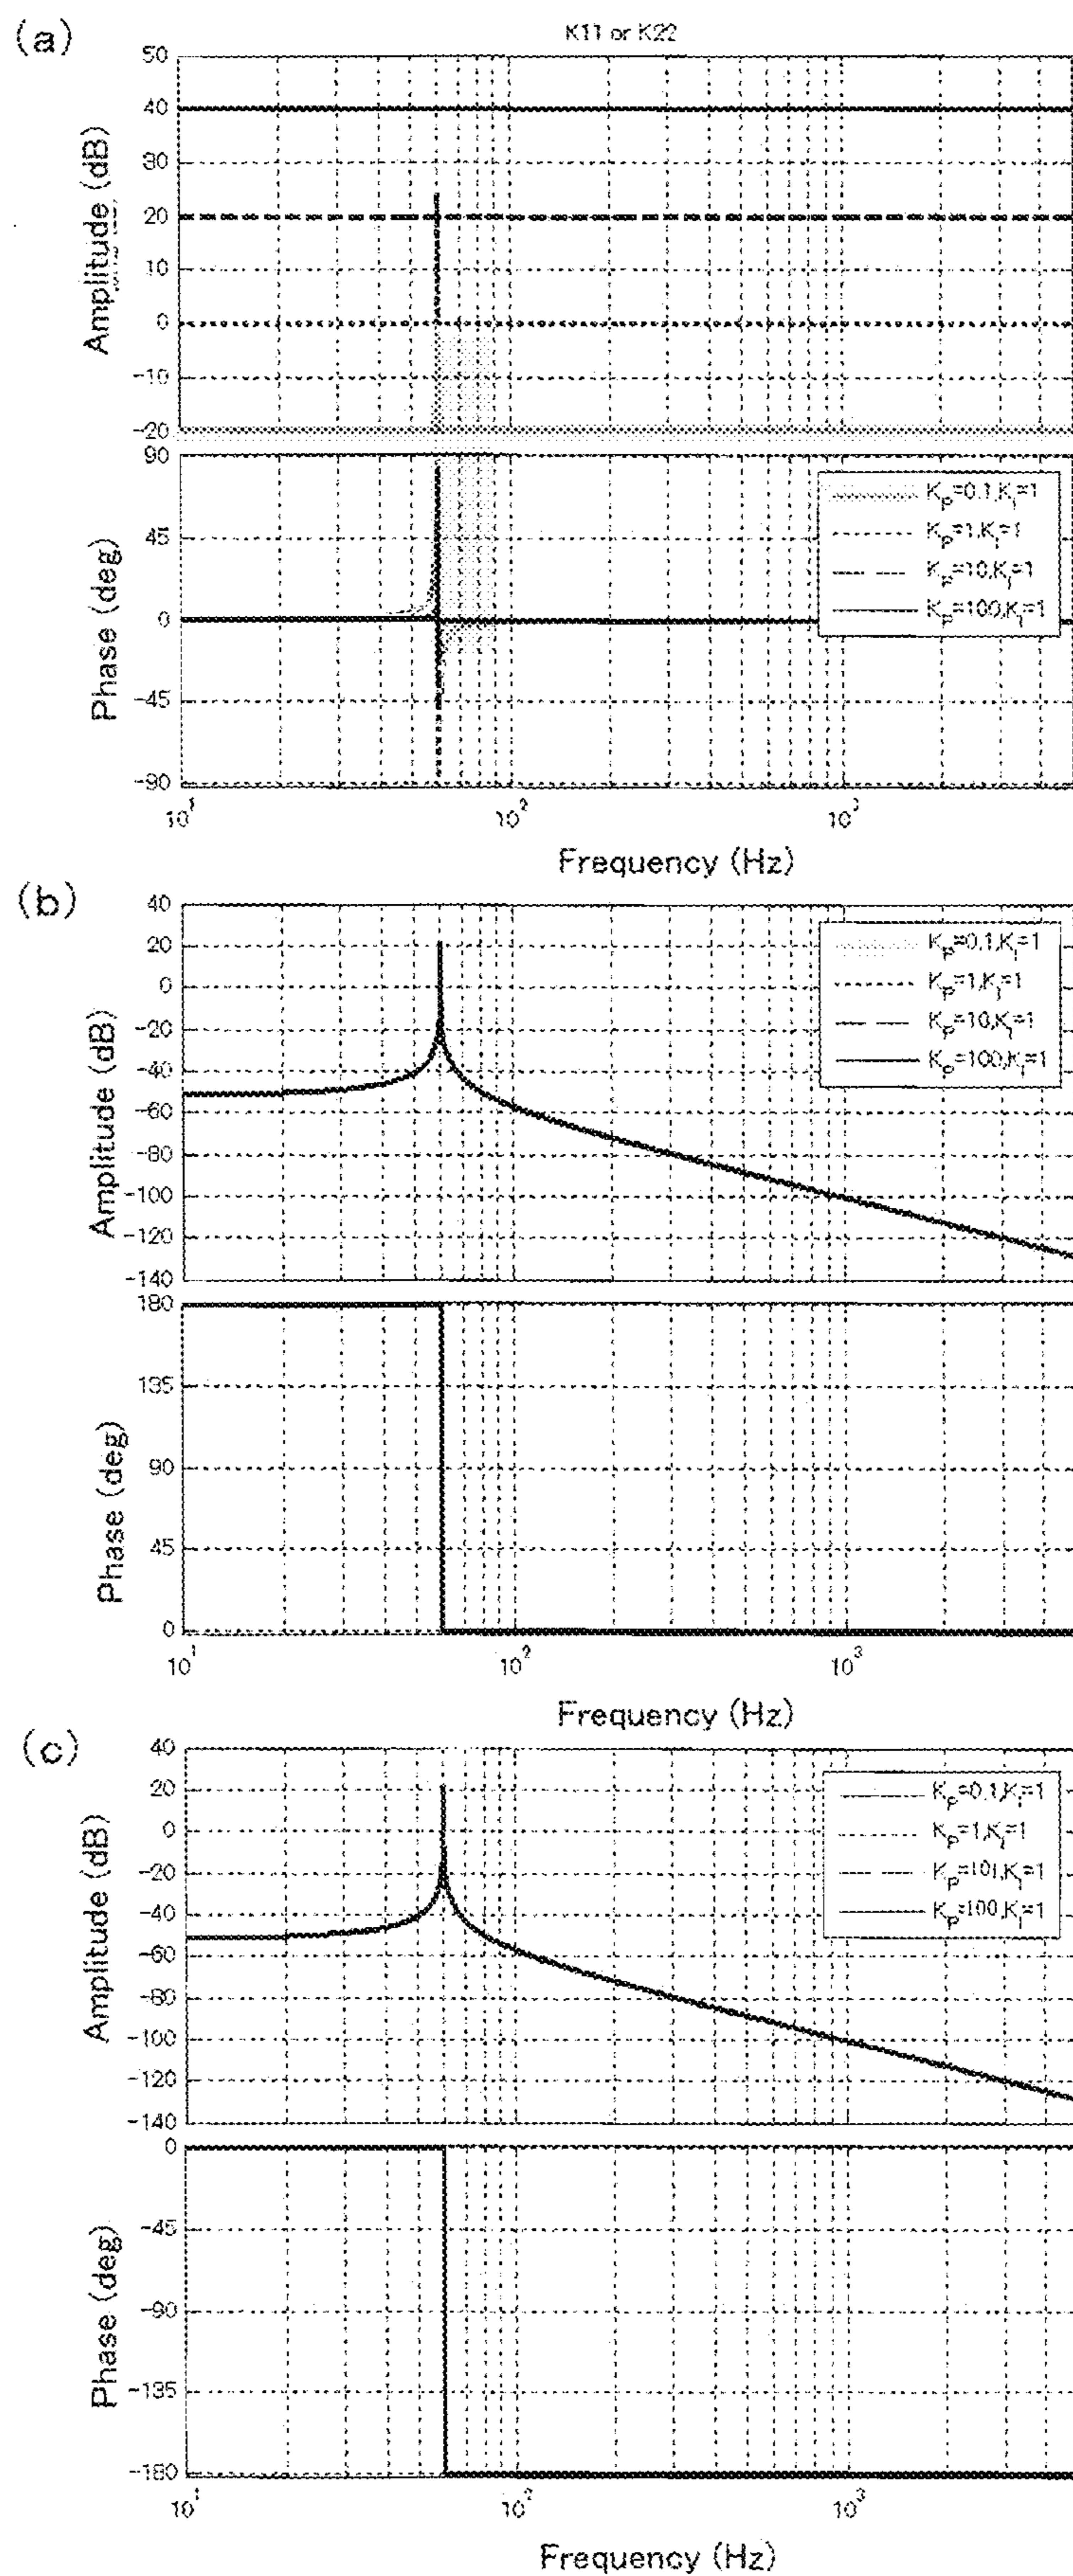 (a)
K11 or K22
50
40
30
20
10
0
-10
-20
Amplitude (dB)
90
45
0
-45
-90
Phase (deg)
Kp=0.1,Ki=1
Kp=1,Ki=1
Kp=10,Ki=1
Kp=100,Ki=1
10¹
10²
10³
Frequency (Hz)
(b)
40
20
0
-20
-40
-60
-80
-100
-120
-140
Amplitude (dB)
Kp=0.1,Ki=1
Kp=1,Ki=1
Kp=10,Ki=1
Kp=100,Ki=1
180
135
90
45
0
Phase (deg)
10¹
10²
10³
Frequency (Hz)
(c)
40
20
0
-20
-40
-60
-80
-100
-120
-140
Amplitude (dB)
Kp=0.1,Ki=1
Kp=1,Ki=1
Kp=101,Ki=1
Kp=100,Ki=1
0
-45
-90
-135
-180
Phase (deg)
10¹
10²
10³
Frequency (Hz)